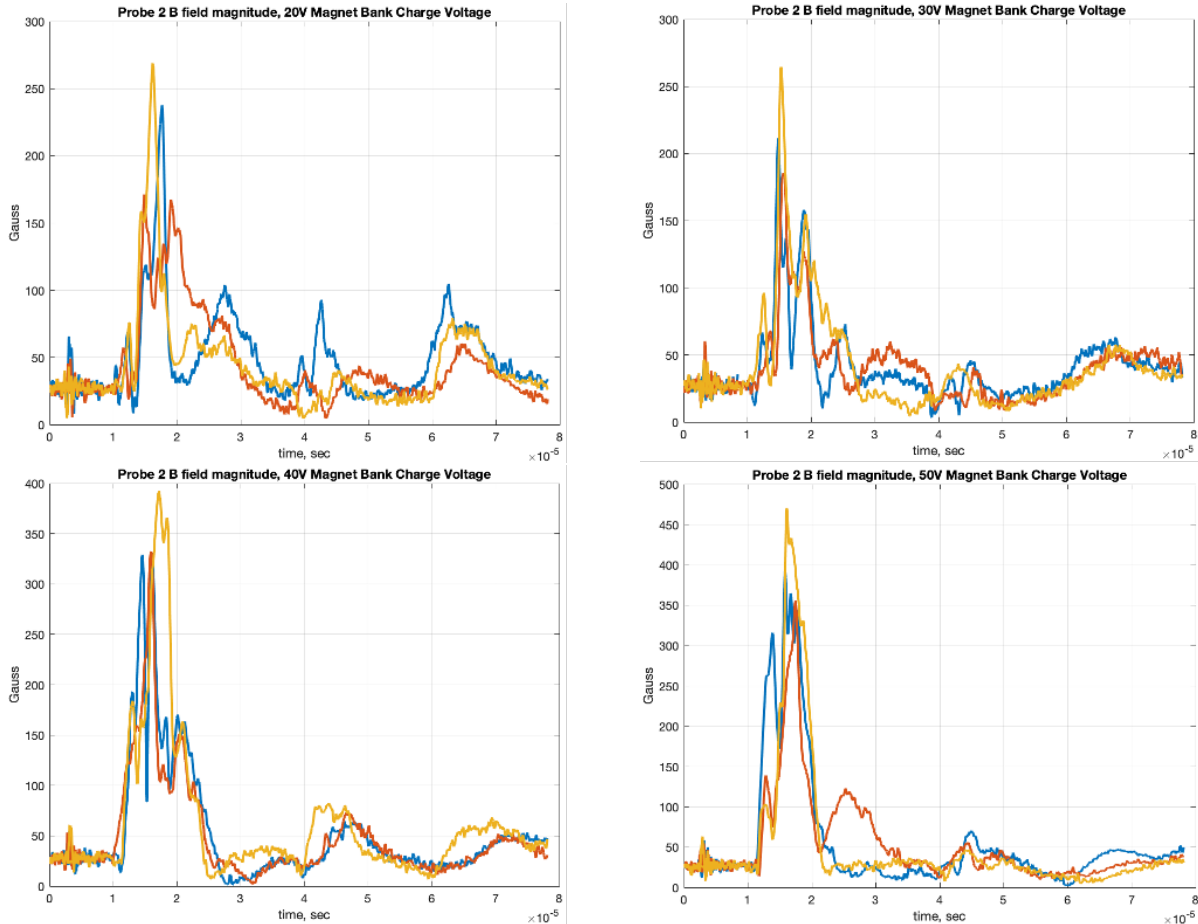 Probe 2 B field magnitude, 20V Magnet Bank Charge Voltage
300
250
200
150
100
50
0
Gauss
0 1 2 3 4 5 6 7 8
time, sec
×10⁻⁵
Probe 2 B field magnitude, 30V Magnet Bank Charge Voltage
300
250
200
150
100
50
0
Gauss
0 1 2 3 4 5 6 7 8
time, sec
×10⁻⁵
Probe 2 B field magnitude, 40V Magnet Bank Charge Voltage
400
350
300
250
200
150
100
50
0
Gauss
0 1 2 3 4 5 6 7 8
time, sec
×10⁻⁵
Probe 2 B field magnitude, 50V Magnet Bank Charge Voltage
500
450
400
350
300
250
200
150
100
50
0
Gauss
0 1 2 3 4 5 6 7 8
time, sec
×10⁻⁵